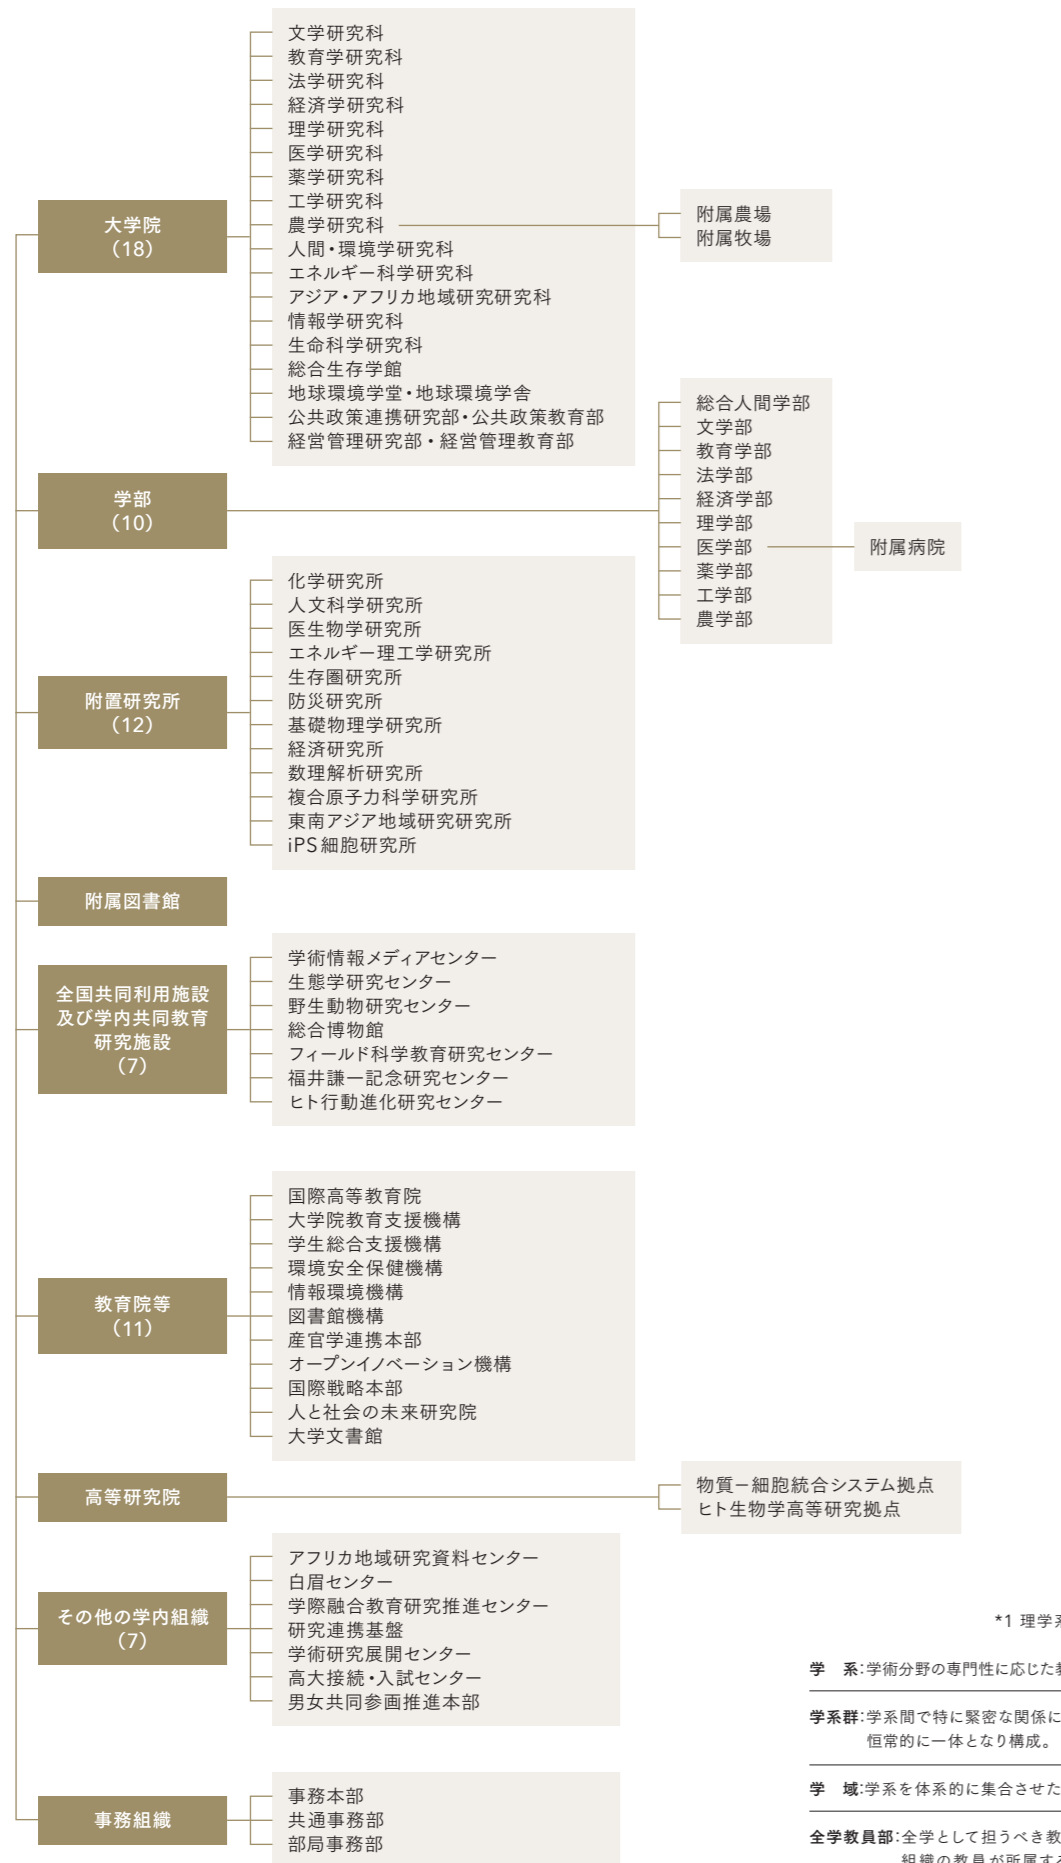 大学院
（18）
文学研究科
教育学研究科
法学研究科
経済学研究科
理学研究科
医学研究科
薬学研究科
工学研究科
農学研究科
人間・環境学研究科
エネルギー科学研究科
アジア・アフリカ地域研究研究科
情報学研究科
生命科学研究科
総合生存学館
地球環境学堂・地球環境学舎
公共政策連携研究部・公共政策教育部
経営管理研究部・経営管理教育部
附属農場
附属牧場
学部
（10）
総合人間学部
文学部
教育学部
法学部
経済学部
理学部
医学部
薬学部
工学部
農学部
附属病院
附置研究所
（12）
化学研究所
人文科学研究所
医生物学研究所
エネルギー理工学研究所
生存圏研究所
防災研究所
基礎物理学研究所
経済研究所
数理解析研究所
複合原子力科学研究所
東南アジア地域研究研究所
iPS細胞研究所
附属図書館
全国共同利用施設
及び学内共同教育
研究施設
（7）
学術情報メディアセンター
生態学研究センター
野生動物研究センター
総合博物館
フィールド科学教育研究センター
福井謙一記念研究センター
ヒト行動進化研究センター
教育院等
（11）
国際高等教育院
大学院教育支援機構
学生総合支援機構
環境安全保健機構
情報環境機構
図書館機構
産官学連携本部
オープンイノベーション機構
国際戦略本部
人と社会の未来研究院
大学文書館
高等研究院
物質－細胞統合システム拠点
ヒト生物学高等研究拠点
その他の学内組織
（7）
アフリカ地域研究資料センター
白眉センター
学際融合教育研究推進センター
研究連携基盤
学術研究展開センター
高大接続・入試センター
男女共同参画推進本部
事務組織
事務本部
共通事務部
部局事務部
*1 理学系
学　系：学術分野の専門性に応じた教
学系群：学系間で特に緊密な関係に
恒常的に一体となり構成。
学　域：学系を体系的に集合させた
全学教員部：全学として担うべき教
組織の教員が所属する